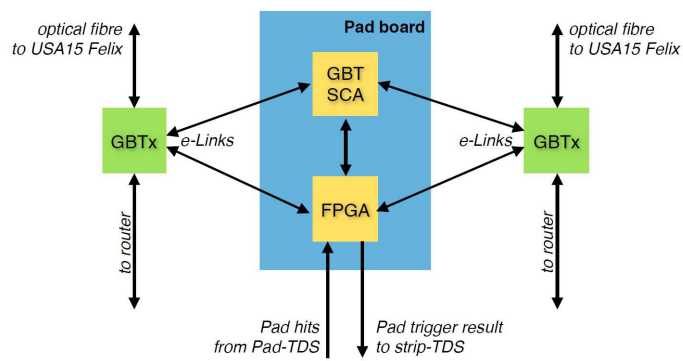 optical fibre
to USA15 Felix
Pad board
optical fibre
to USA15 Felix
GBT
SCA
GBTx
e-Links
e-Links
GBTx
FPGA
to router
to router
Pad hits
from Pad-TDS
Pad trigger result
to strip-TDS